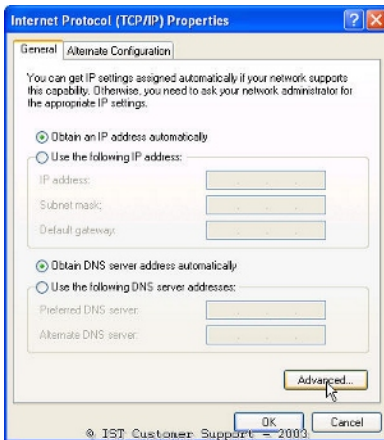 Internet Protocol (TCP/IP) Properties
General Alternate Configuration
You can get IP settings assigned automatically if your network supports
this capability. Otherwise, you need to ask your network administrator for
the appropriate IP settings.
Obtain an IP address automatically
Use the following IP address:
IP address:
Subnet mask:
Default gateway:
Obtain DNS server address automatically
Use the following DNS server addresses:
Preferred DNS server:
Alternate DNS server:
Advanced...
OK Cancel
© IST Customer Support - 2003